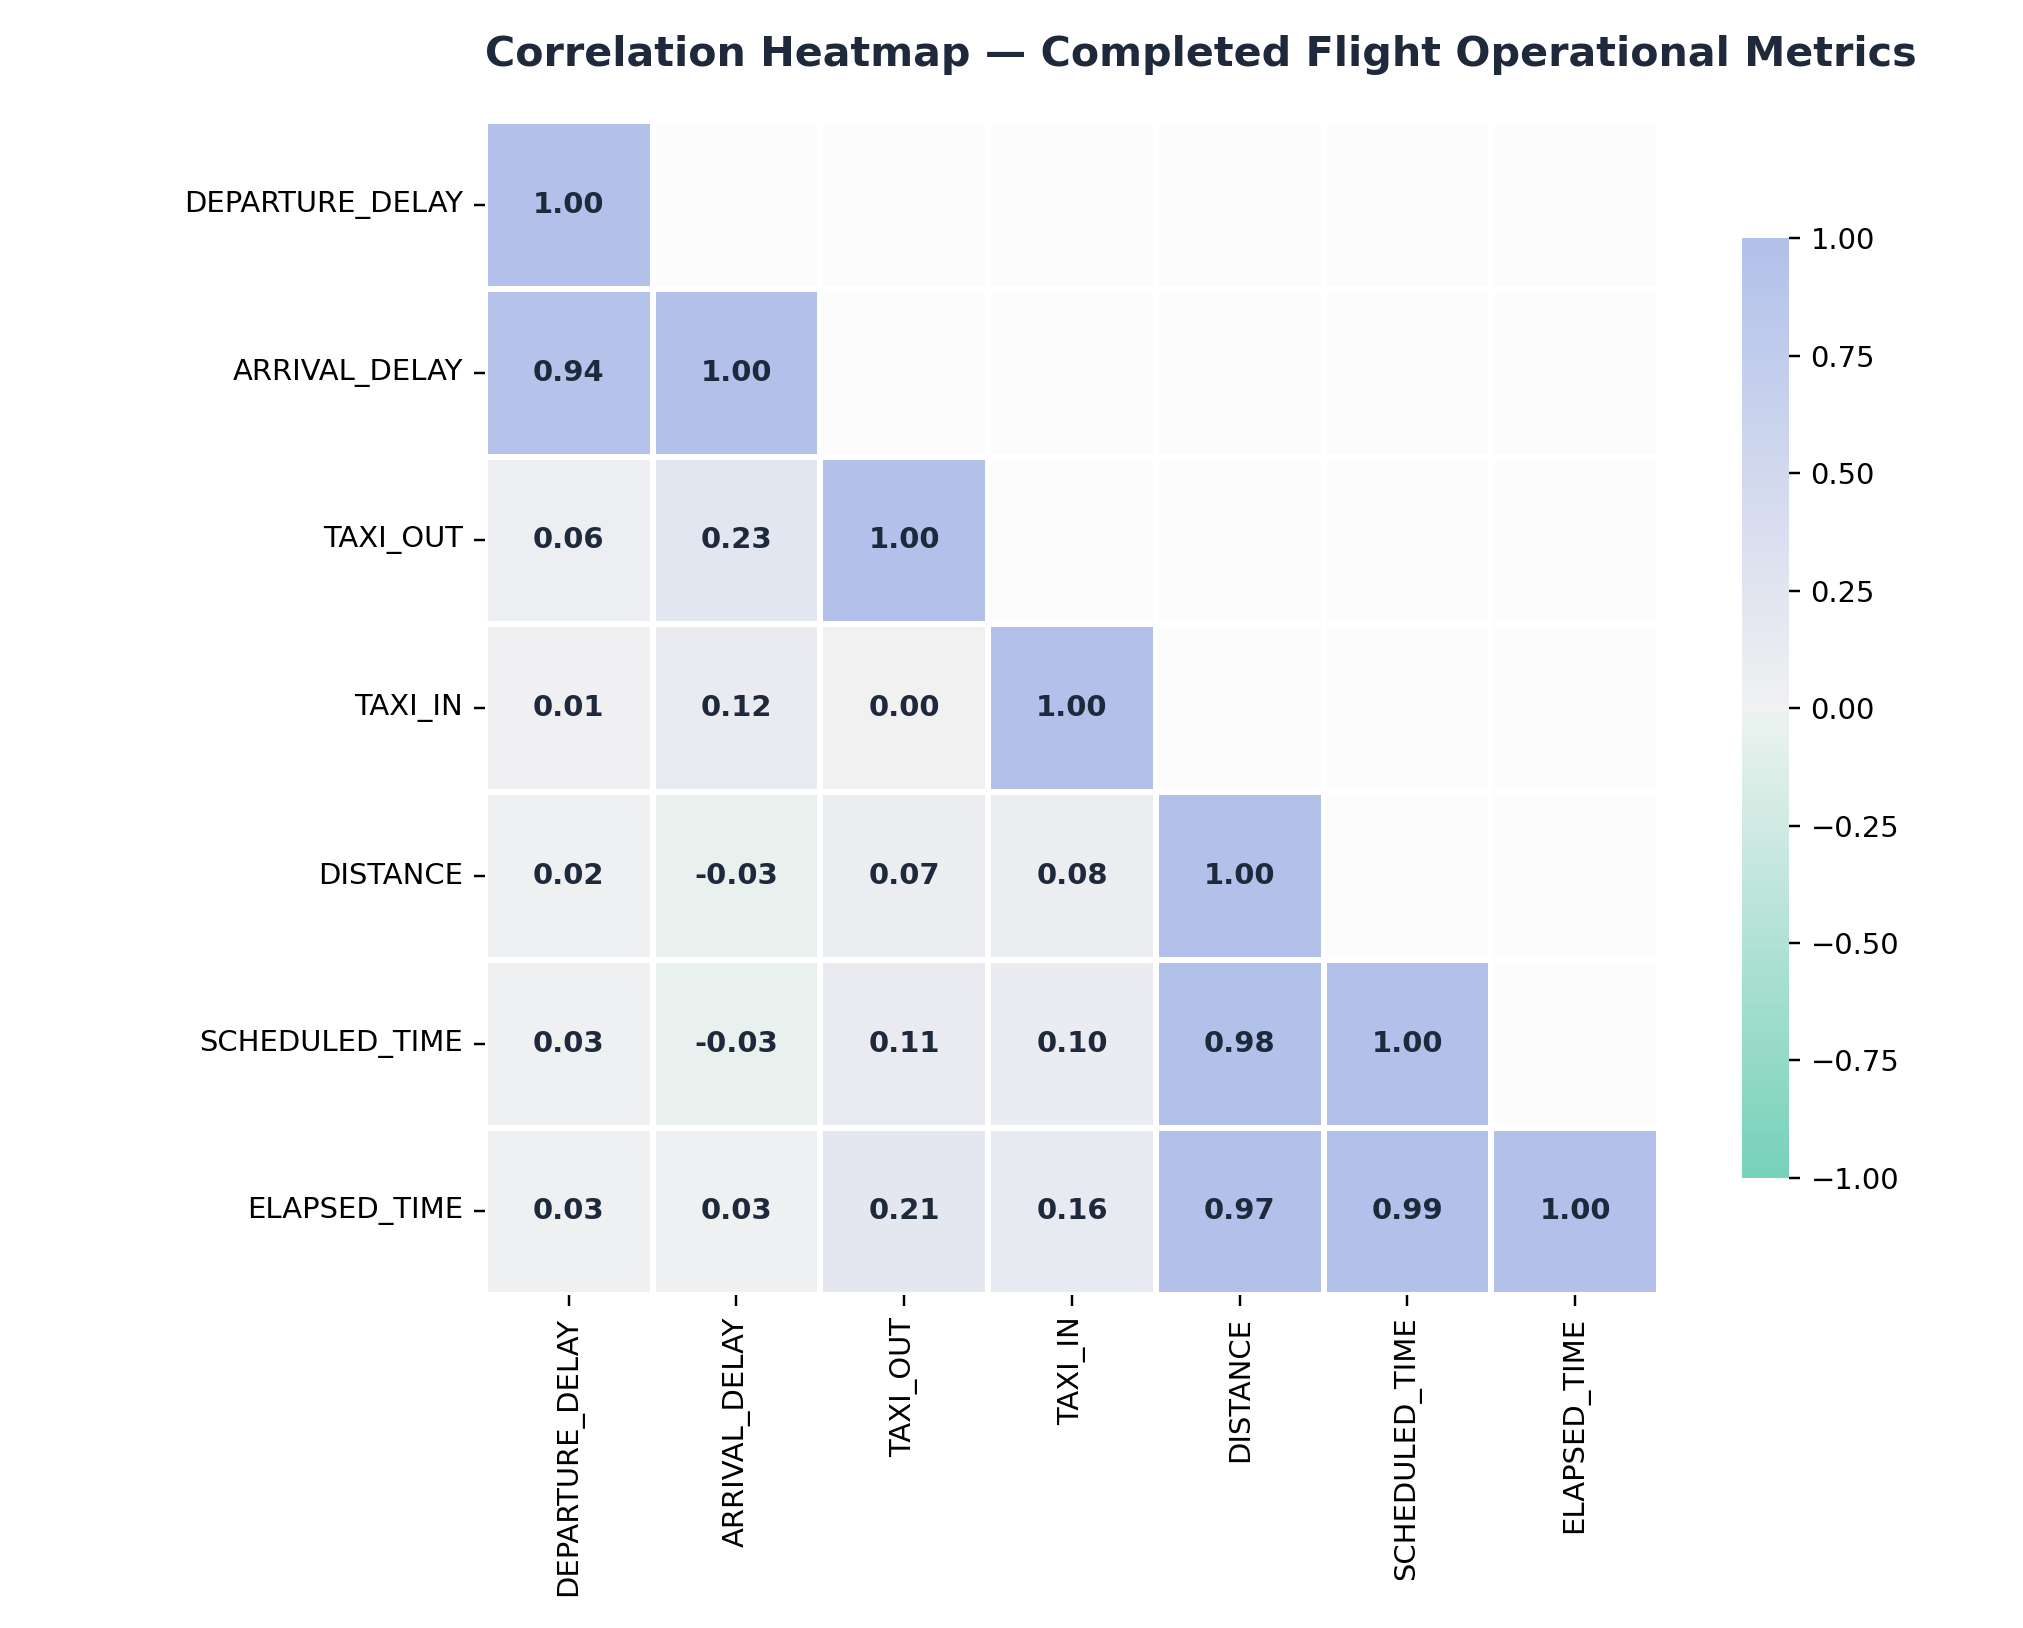 Correlation Heatmap — Completed Flight Operational Metrics
DEPARTURE_DELAY 1.00
ARRIVAL_DELAY 0.94 1.00
TAXI_OUT 0.06 0.23 1.00
TAXI_IN 0.01 0.12 0.00 1.00
DISTANCE 0.02 -0.03 0.07 0.08 1.00
SCHEDULED_TIME 0.03 -0.03 0.11 0.10 0.98 1.00
ELAPSED_TIME 0.03 0.03 0.21 0.16 0.97 0.99 1.00
DEPARTURE_DELAY
ARRIVAL_DELAY
TAXI_OUT
TAXI_IN
DISTANCE
SCHEDULED_TIME
ELAPSED_TIME
1.00
0.75
0.50
0.25
0.00
−0.25
−0.50
−0.75
−1.00